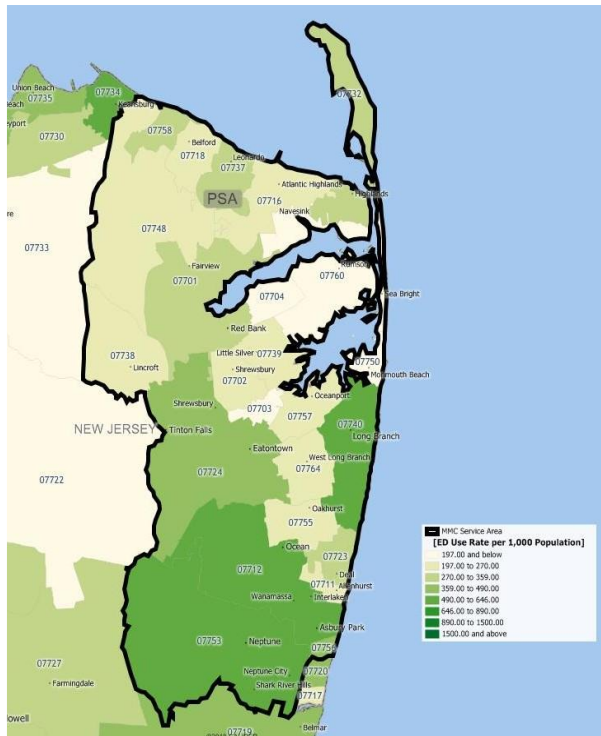 Union Beach
07735
07734
Keansburg
each
eyport
07730
07758
Belford
07718
Leonardo
07737
07732
PSA
Atlantic Highlands
07716
Highlands
Navesink
re
07748
07733
Fairview
07701
07760
Rumson
07704
Sea Bright
Red Bank
07738
Little Silver
07739
Lincroft
Shrewsbury
07702
07750
Monmouth Beach
Oceanport
Shrewsbury
07703
07757
NEW JERSEY
Tinton Falls
07740
Long Branch
Eatontown
07724
West Long Branch
07764
07722
Oakhurst
07755
Ocean
07723
07712
Deal
07711
Allenhurst
Wanamassa
Interlaken
Asbury Park
07753
Neptune
07756
07727
Neptune City
07720
Farmingdale
Shark River Hills
07717
owell
07719
Belmar
MMC Service Area
[ED Use Rate per 1,000 Population]
197.00 and below
197.00 to 270.00
270.00 to 359.00
359.00 to 490.00
490.00 to 646.00
646.00 to 890.00
890.00 to 1500.00
1500.00 and above